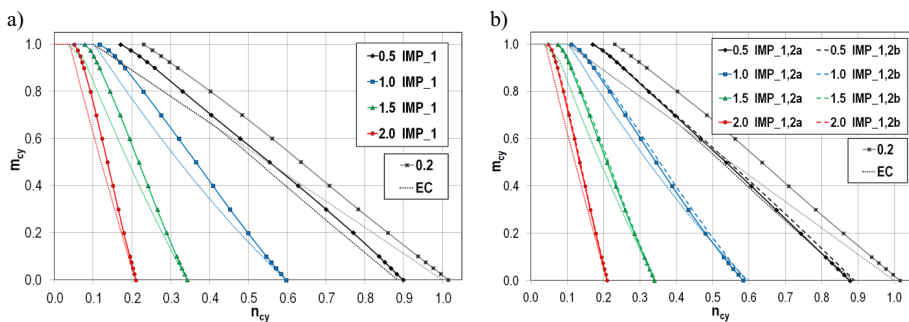 a)
1.0
0.8
0.6
0.4
0.2
0.0
m_cy
0.0 0.1 0.2 0.3 0.4 0.5 0.6 0.7 0.8 0.9 1.0
n_cy
0.5 IMP_1
1.0 IMP_1
1.5 IMP_1
2.0 IMP_1
0.2
EC
b)
1.0
0.8
0.6
0.4
0.2
0.0
m_cy
0.0 0.1 0.2 0.3 0.4 0.5 0.6 0.7 0.8 0.9 1.0
n_cy
0.5 IMP_1,2a 0.5 IMP_1,2b
1.0 IMP_1,2a 1.0 IMP_1,2b
1.5 IMP_1,2a 1.5 IMP_1,2b
2.0 IMP_1,2a 2.0 IMP_1,2b
0.2
EC